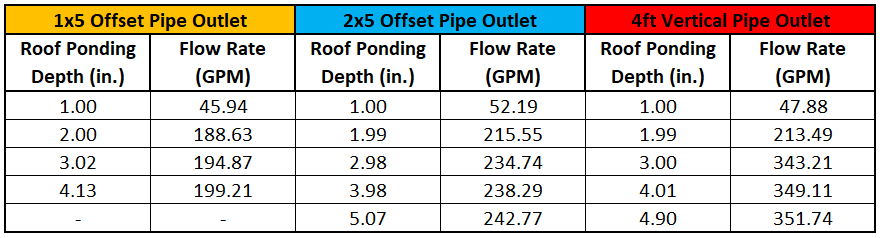 1x5 Offset Pipe Outlet 2x5 Offset Pipe Outlet 4ft Vertical Pipe Outlet
Roof Ponding Depth (in.) Flow Rate (GPM) Roof Ponding Depth (in.) Flow Rate (GPM) Roof Ponding Depth (in.) Flow Rate (GPM)
1.00 45.94 1.00 52.19 1.00 47.88
2.00 188.63 1.99 215.55 1.99 213.49
3.02 194.87 2.98 234.74 3.00 343.21
4.13 199.21 3.98 238.29 4.01 349.11
- - 5.07 242.77 4.90 351.74